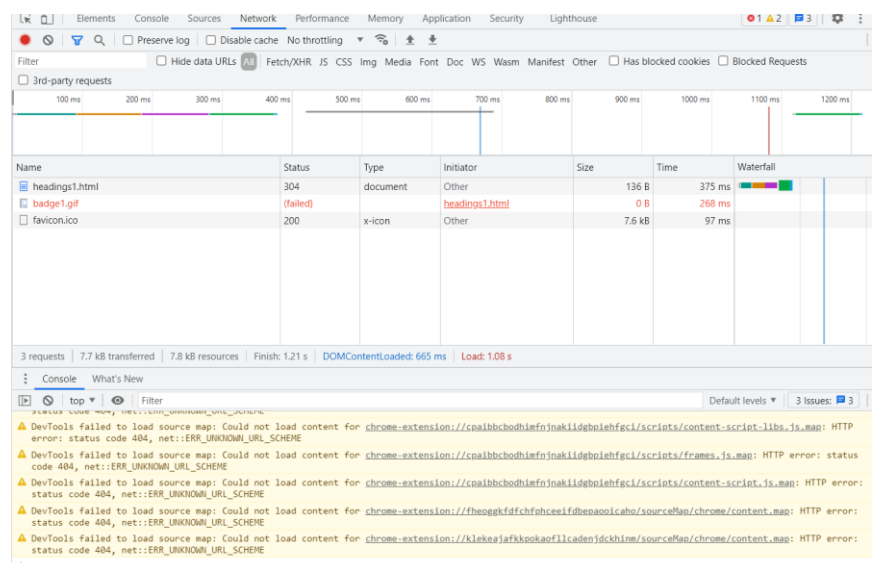 Elements Console Sources Network Performance Memory Application Security Lighthouse 1 2 3
Preserve log Disable cache No throttling
Filter Hide data URLs All Fetch/XHR JS CSS Img Media Font Doc WS Wasm Manifest Other Has blocked cookies Blocked Requests
3rd-party requests
100 ms 200 ms 300 ms 400 ms 500 ms 600 ms 700 ms 800 ms 900 ms 1000 ms 1100 ms 1200 ms
Name Status Type Initiator Size Time Waterfall
headings1.html 304 document Other 136 B 375 ms
badge1.gif (failed) headings1.html 0 B 268 ms
favicon.ico 200 x-icon Other 7.6 kB 97 ms
3 requests 7.7 kB transferred 7.8 kB resources Finish: 1.21 s DOMContentLoaded: 665 ms Load: 1.08 s
Console What's New
top Filter Default levels 3 Issues: 3
status code 404, net::ERR_UNKNOWN_URL_SCHEME
DevTools failed to load source map: Could not load content for chrome-extension://cpaibbcbodhimfnjnakiidgbpiehfgci/scripts/content-script-libs.js.map: HTTP
error: status code 404, net::ERR_UNKNOWN_URL_SCHEME
DevTools failed to load source map: Could not load content for chrome-extension://cpaibbcbodhimfnjnakiidgbpiehfgci/scripts/frames.js.map: HTTP error: status
code 404, net::ERR_UNKNOWN_URL_SCHEME
DevTools failed to load source map: Could not load content for chrome-extension://cpaibbcbodhimfnjnakiidgbpiehfgci/scripts/content-script.js.map: HTTP error:
status code 404, net::ERR_UNKNOWN_URL_SCHEME
DevTools failed to load source map: Could not load content for chrome-extension://fheoggkfdfchfphceeifdbepaooicaho/sourceMap/chrome/content.map: HTTP error:
status code 404, net::ERR_UNKNOWN_URL_SCHEME
DevTools failed to load source map: Could not load content for chrome-extension://klekeajafkkpokaofllcadenjdckhinm/sourceMap/chrome/content.map: HTTP error:
status code 404, net::ERR_UNKNOWN_URL_SCHEME